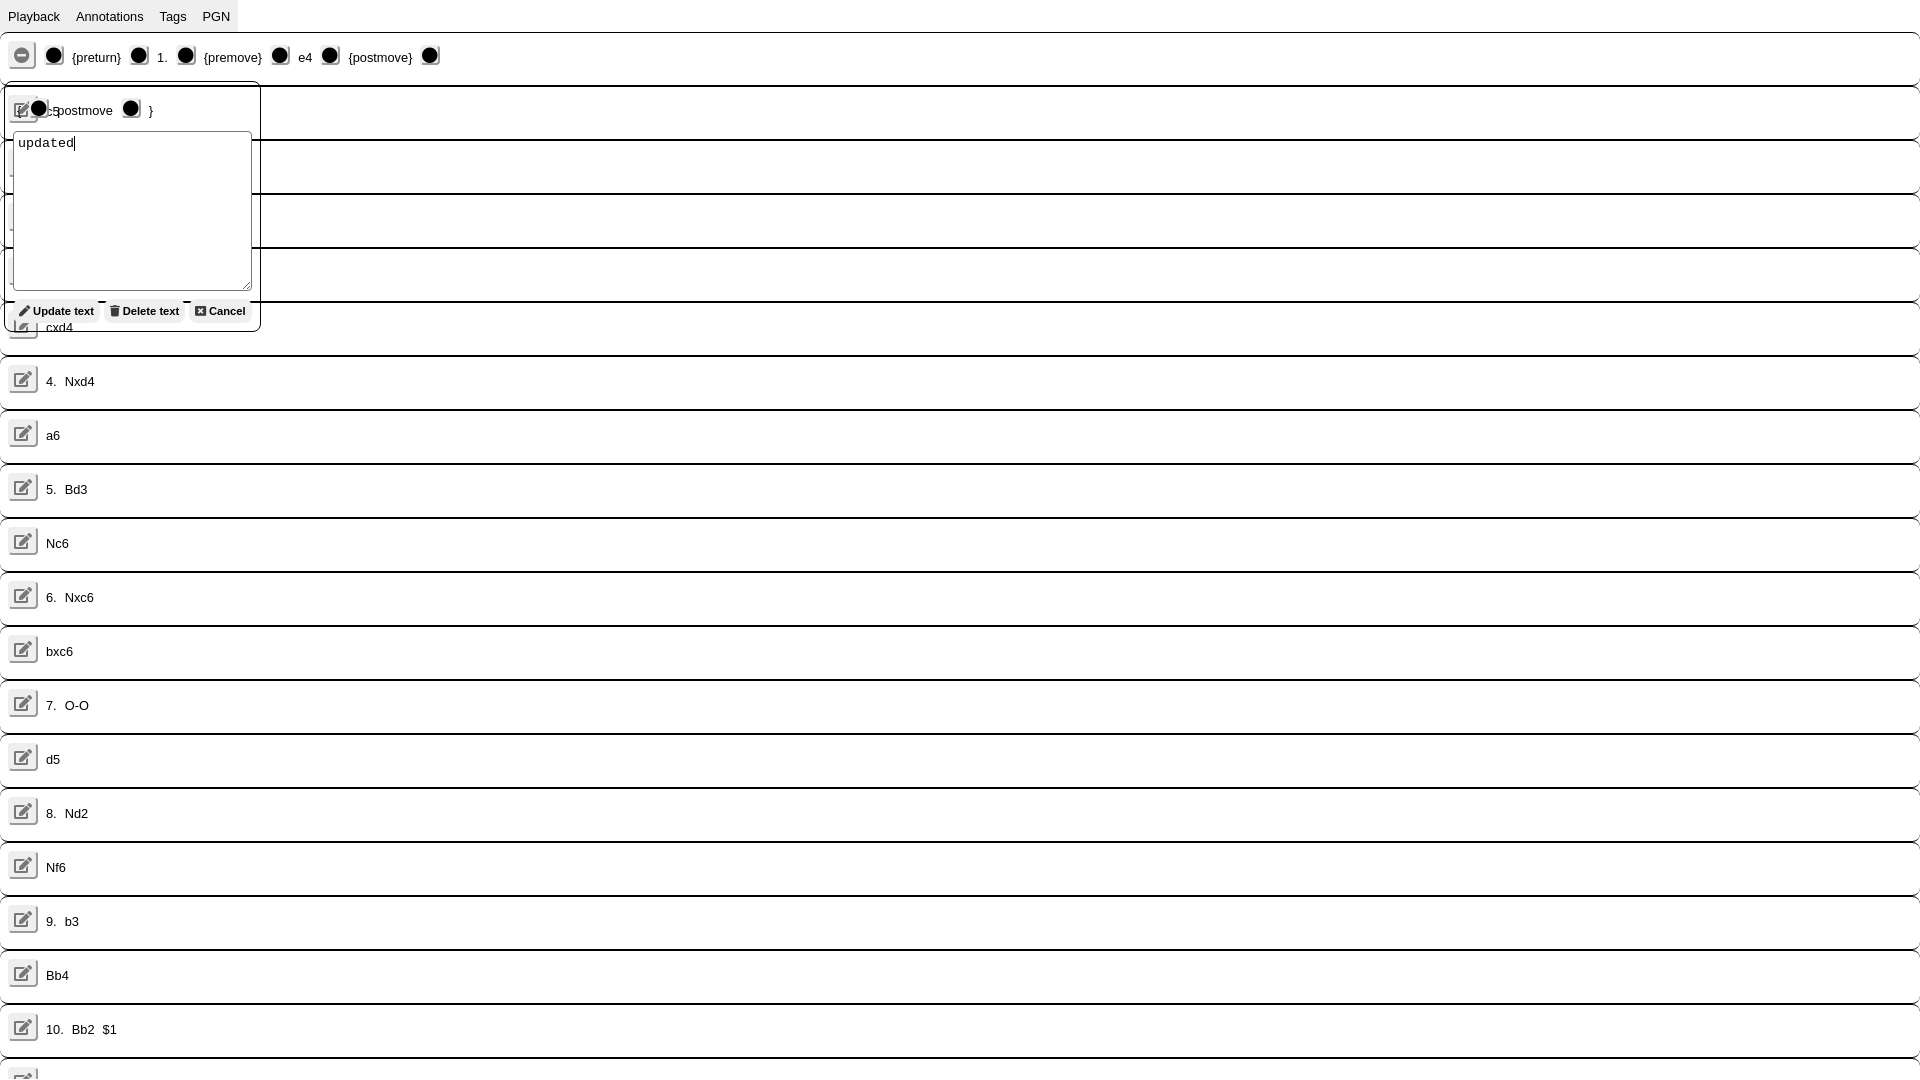 Playback Annotations Tags PGN
{preturn} 1. {premove} e4 {postmove}
c5
{ postmove }
updated
Update text Delete text Cancel
cxd4
4. Nxd4
a6
5. Bd3
Nc6
6. Nxc6
bxc6
7. O-O
d5
8. Nd2
Nf6
9. b3
Bb4
10. Bb2 $1